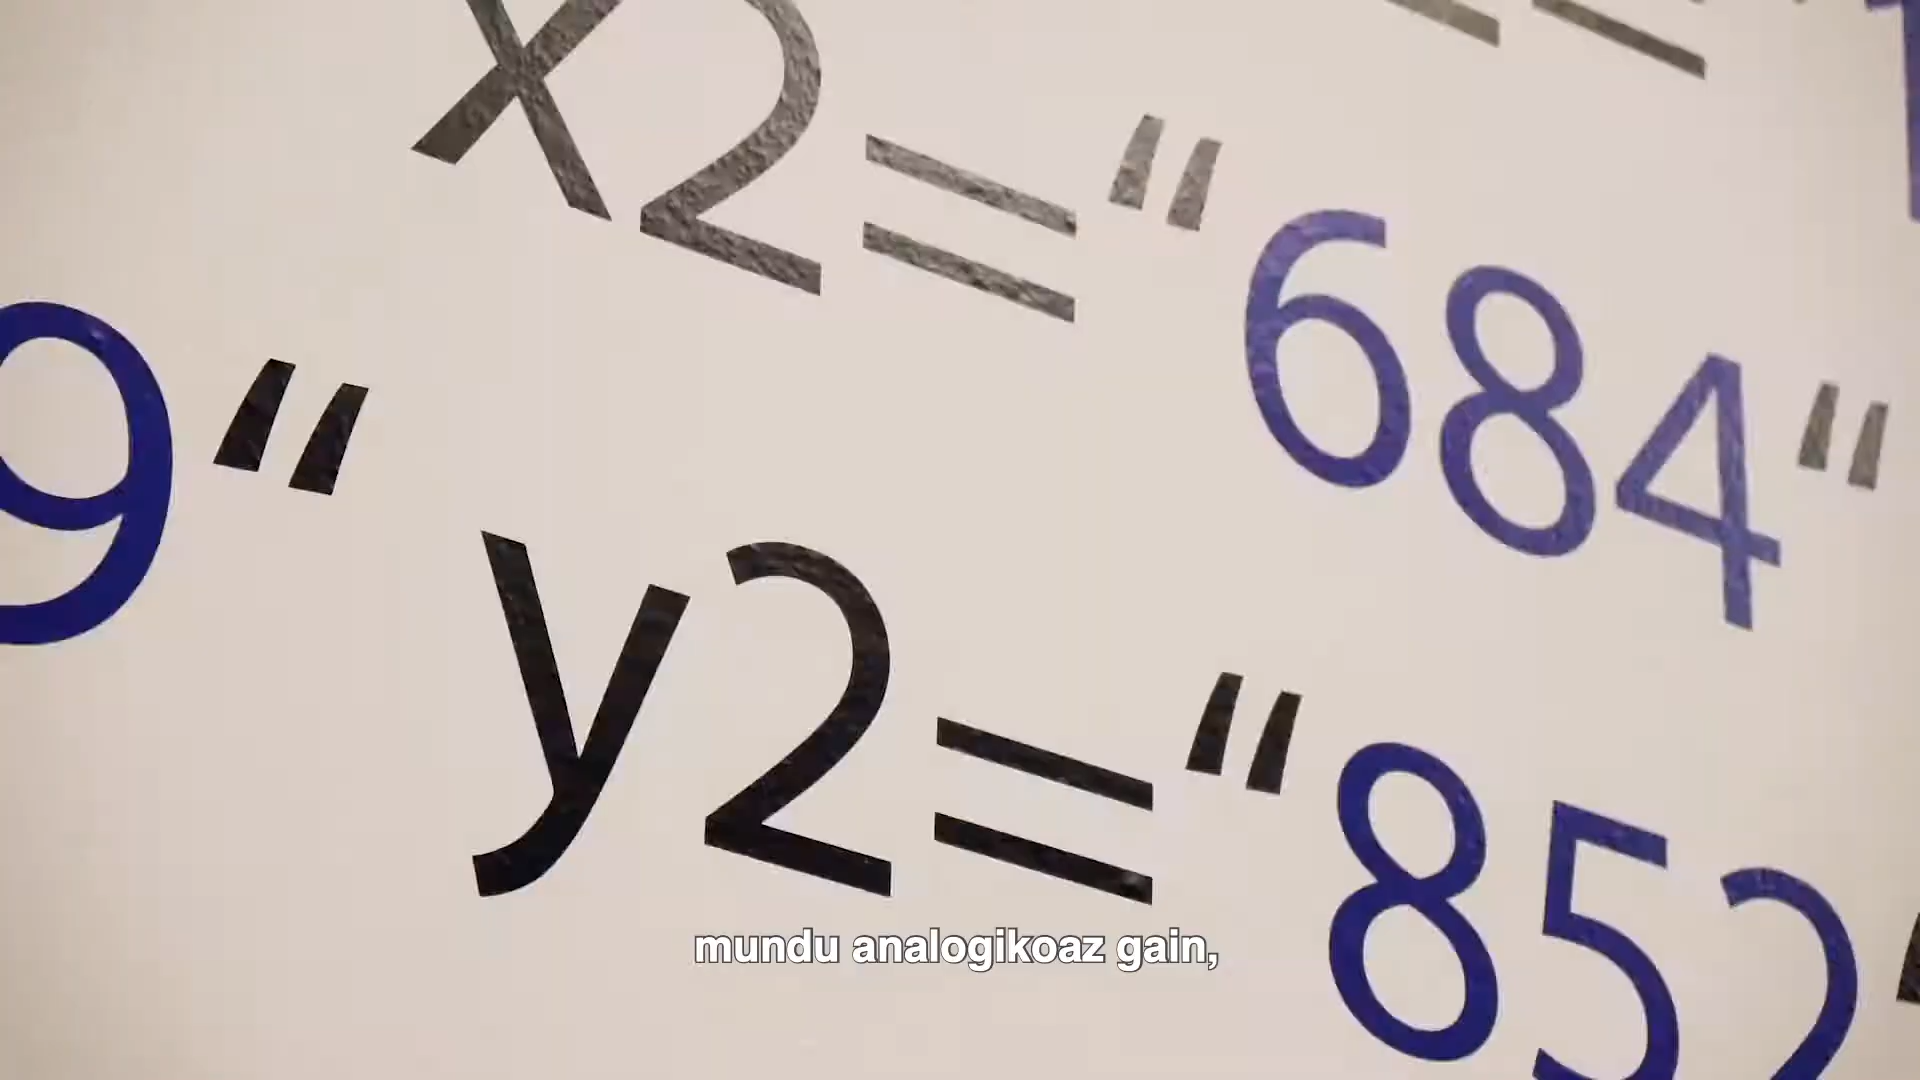 x2="684"
9" y2="852
mundu analogikoaz gain,